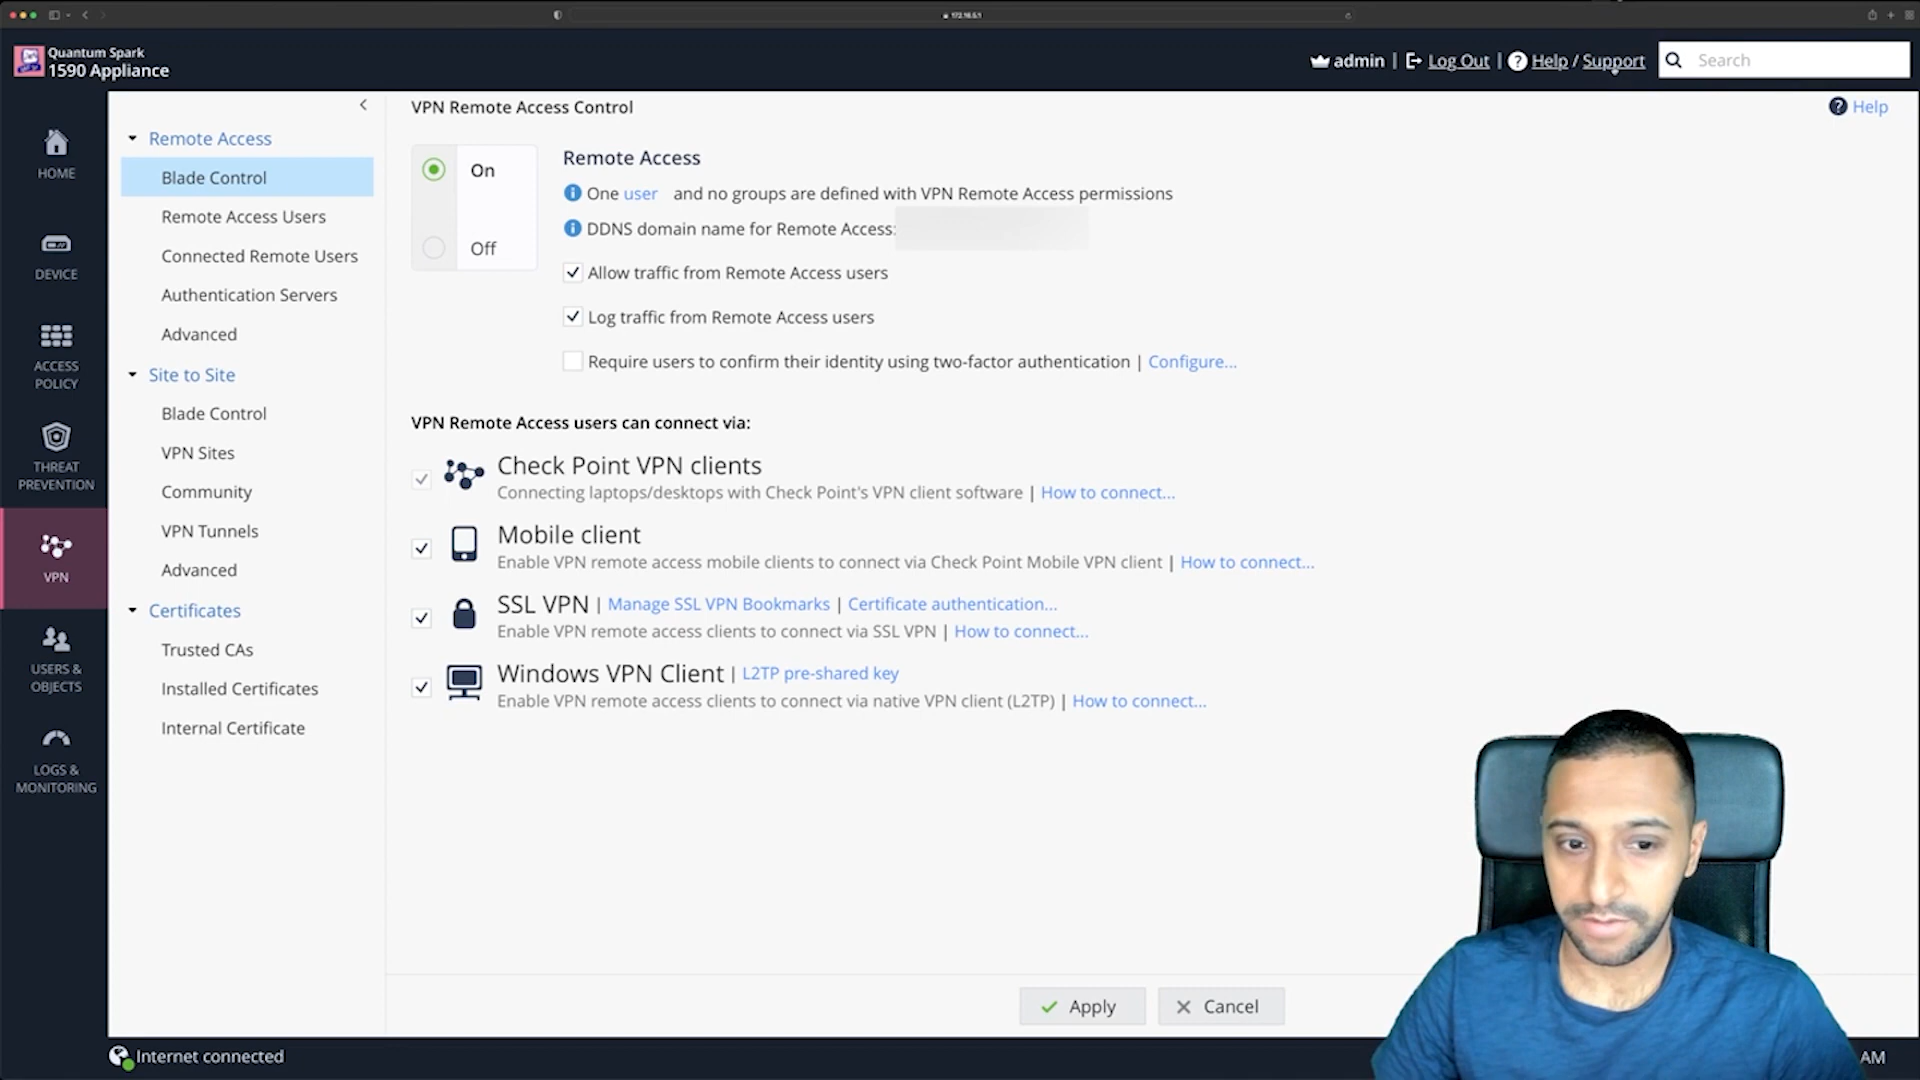 172.16.5.1
Quantum Spark
1590 Appliance
admin | Log Out | Help / Support
Search
HOME
DEVICE
ACCESS
POLICY
THREAT
PREVENTION
VPN
USERS &
OBJECTS
LOGS &
MONITORING
Remote Access
Blade Control
Remote Access Users
Connected Remote Users
Authentication Servers
Advanced
Site to Site
Blade Control
VPN Sites
Community
VPN Tunnels
Advanced
Certificates
Trusted CAs
Installed Certificates
Internal Certificate
VPN Remote Access Control
Help
On
Off
Remote Access
One user and no groups are defined with VPN Remote Access permissions
DDNS domain name for Remote Access:
Allow traffic from Remote Access users
Log traffic from Remote Access users
Require users to confirm their identity using two-factor authentication | Configure...
VPN Remote Access users can connect via:
Check Point VPN clients
Connecting laptops/desktops with Check Point's VPN client software | How to connect...
Mobile client
Enable VPN remote access mobile clients to connect via Check Point Mobile VPN client | How to connect...
SSL VPN | Manage SSL VPN Bookmarks | Certificate authentication...
Enable VPN remote access clients to connect via SSL VPN | How to connect...
Windows VPN Client | L2TP pre-shared key
Enable VPN remote access clients to connect via native VPN client (L2TP) | How to connect...
Apply
Cancel
Internet connected
AM